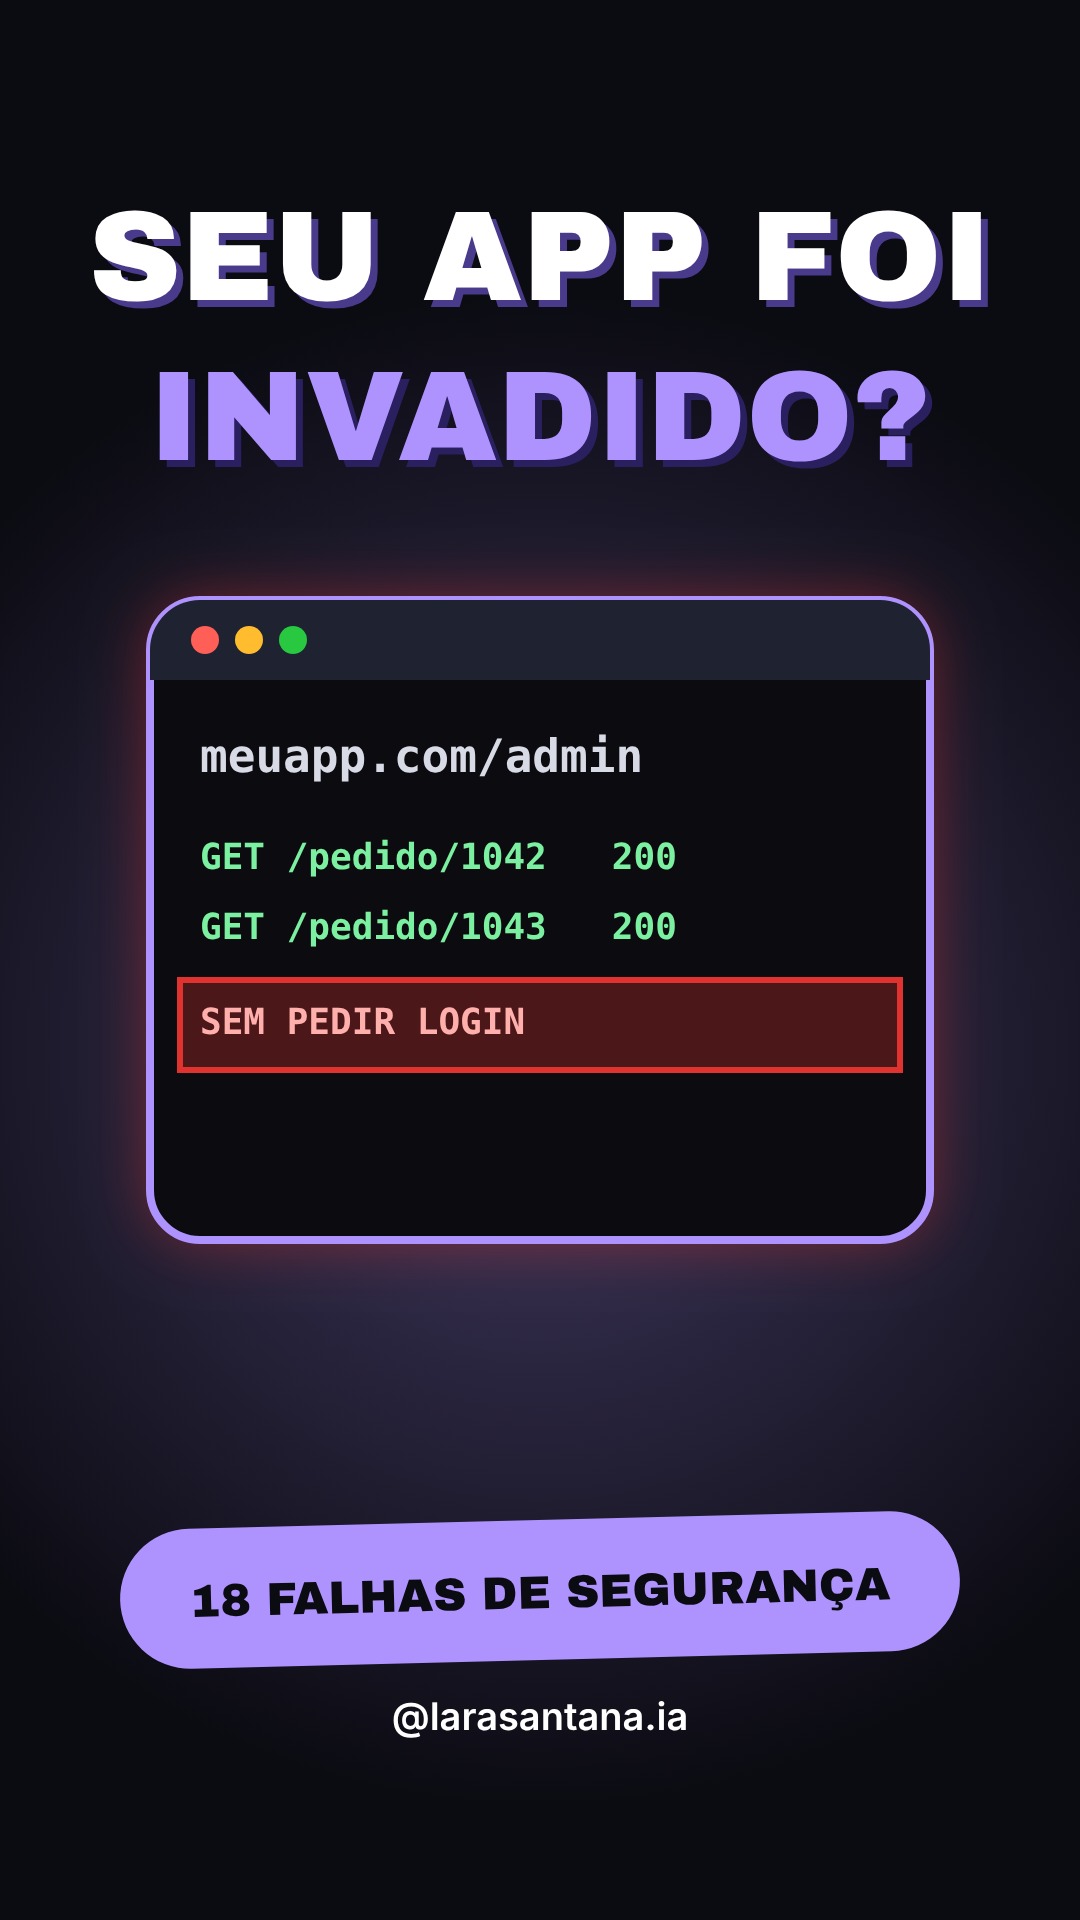 SEU APP FOI
INVADIDO?
meuapp.com/admin
GET /pedido/1042   200
GET /pedido/1043   200
SEM PEDIR LOGIN
18 FALHAS DE SEGURANÇA
@larasantana.ia